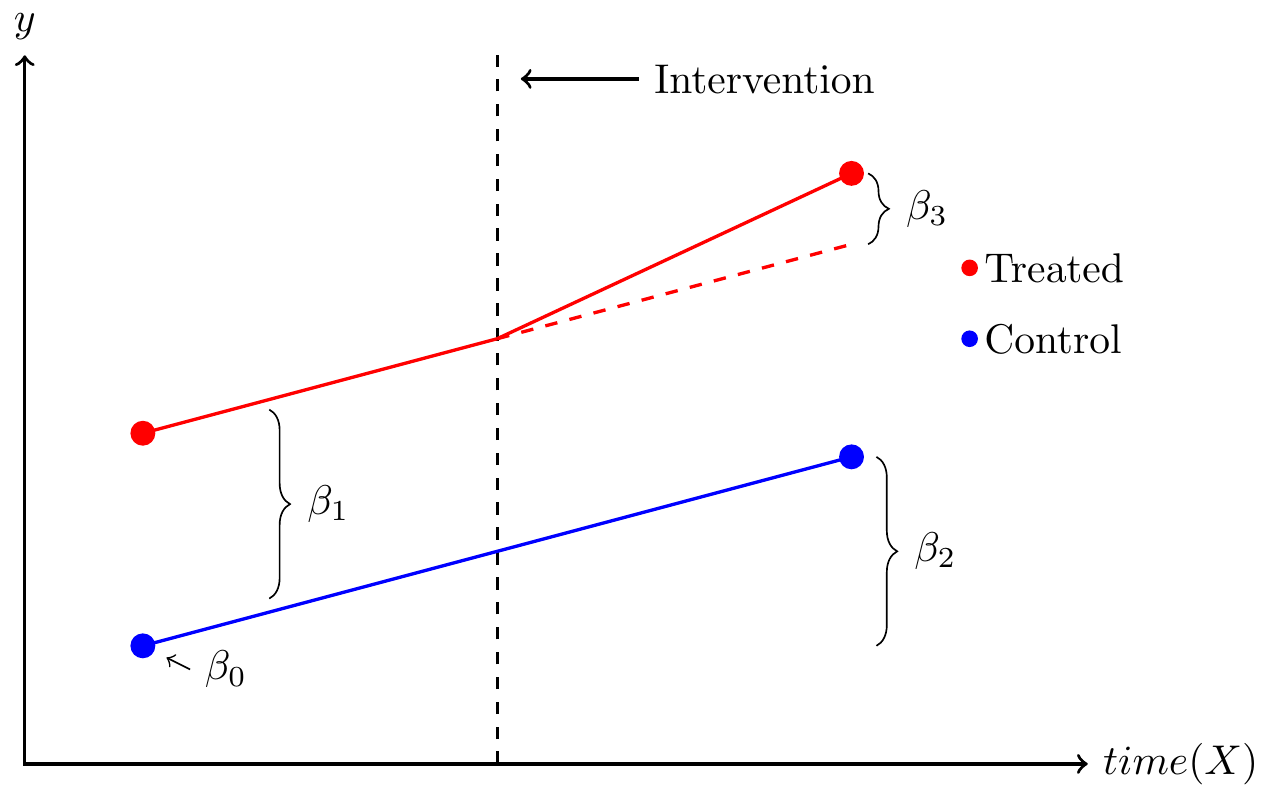 y
Intervention
β₃
Treated
Control
β₁
β₂
β₀
time(X)